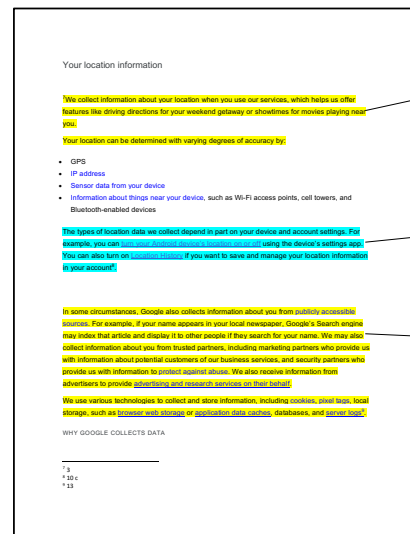 Your location information
⁷We collect information about your location when you use our services, which helps us offer
features like driving directions for your weekend getaway or showtimes for movies playing near
you.
Your location can be determined with varying degrees of accuracy by:
• GPS
• IP address
• Sensor data from your device
• Information about things near your device, such as Wi-Fi access points, cell towers, and
Bluetooth-enabled devices
The types of location data we collect depend in part on your device and account settings. For
example, you can turn your Android device's location on or off using the device's settings app.
You can also turn on Location History if you want to save and manage your location information
in your account⁸.
In some circumstances, Google also collects information about you from publicly accessible
sources. For example, if your name appears in your local newspaper, Google's Search engine
may index that article and display it to other people if they search for your name. We may also
collect information about you from trusted partners, including marketing partners who provide us
with information about potential customers of our business services, and security partners who
provide us with information to protect against abuse. We also receive information from
advertisers to provide advertising and research services on their behalf.
We use various technologies to collect and store information, including cookies, pixel tags, local
storage, such as browser web storage or application data caches, databases, and server logs⁹.
WHY GOOGLE COLLECTS DATA
⁷ 3
⁸ 10 c
⁹ 13